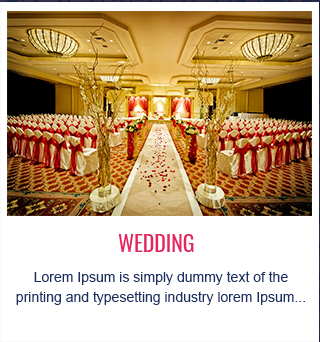 WEDDING
Lorem Ipsum is simply dummy text of the
printing and typesetting industry lorem Ipsum...